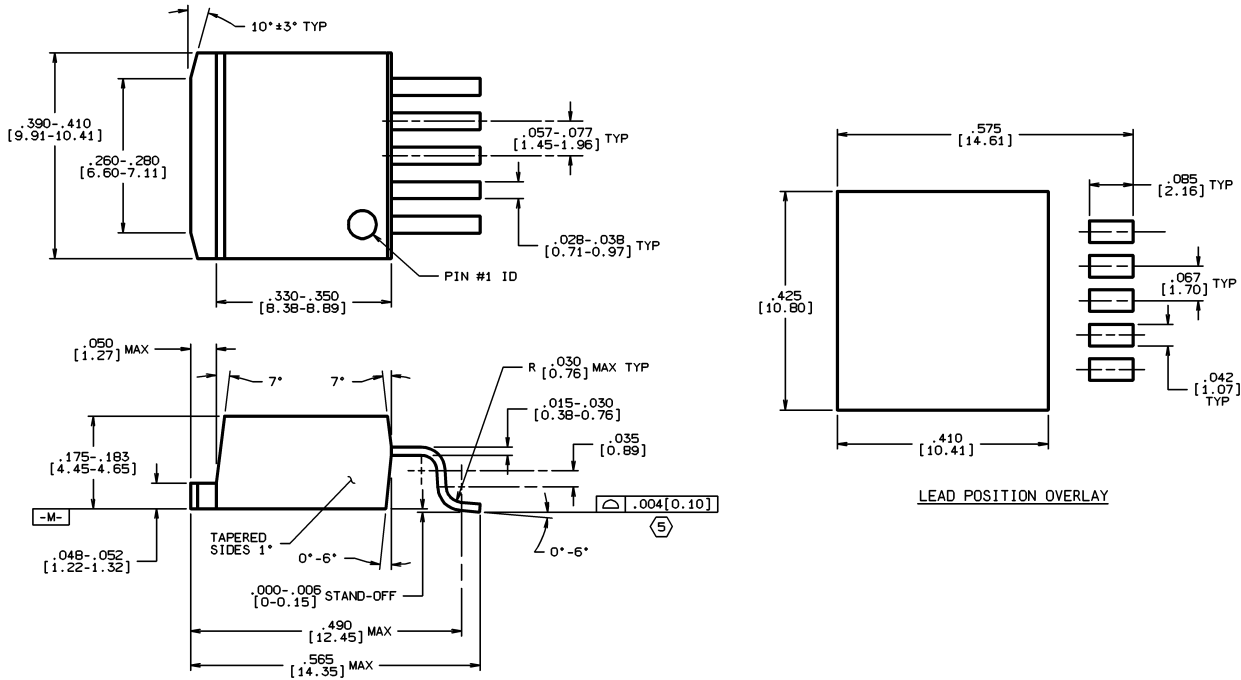 10°±3° TYP
.390-.410
[9.91-10.41]
.260-.280
[6.60-7.11]
.057-.077
[1.45-1.96] TYP
.028-.038
[0.71-0.97] TYP
PIN #1 ID
.330-.350
[8.38-8.89]
.575
[14.61]
.085
[2.16] TYP
.425
[10.80]
.067
[1.70] TYP
.042
[1.07]
TYP
.410
[10.41]
LEAD POSITION OVERLAY
.050
[1.27] MAX
7°
7°
R .030
[0.76] MAX TYP
.015-.030
[0.38-0.76]
.035
[0.89]
.175-.183
[4.45-4.65]
-M-
.048-.052
[1.22-1.32]
TAPERED
SIDES 1°
0°-6°
0°-6°
.004[0.10]
5
.000-.006
[0-0.15] STAND-OFF
.490
[12.45] MAX
.565
[14.35] MAX